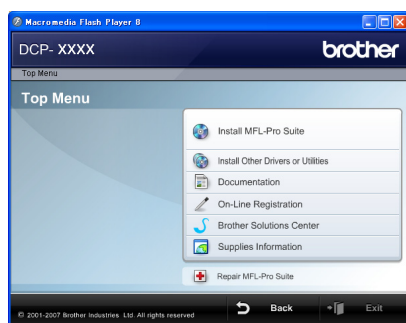 Macromedia Flash Player 8
DCP- XXXX
brother
Top Menu
Top Menu
Install MFL-Pro Suite
Install Other Drivers or Utilities
Documentation
On-Line Registration
Brother Solutions Center
Supplies Information
Repair MFL-Pro Suite
© 2001-2007 Brother Industries Ltd. All rights reserved
Back
Exit